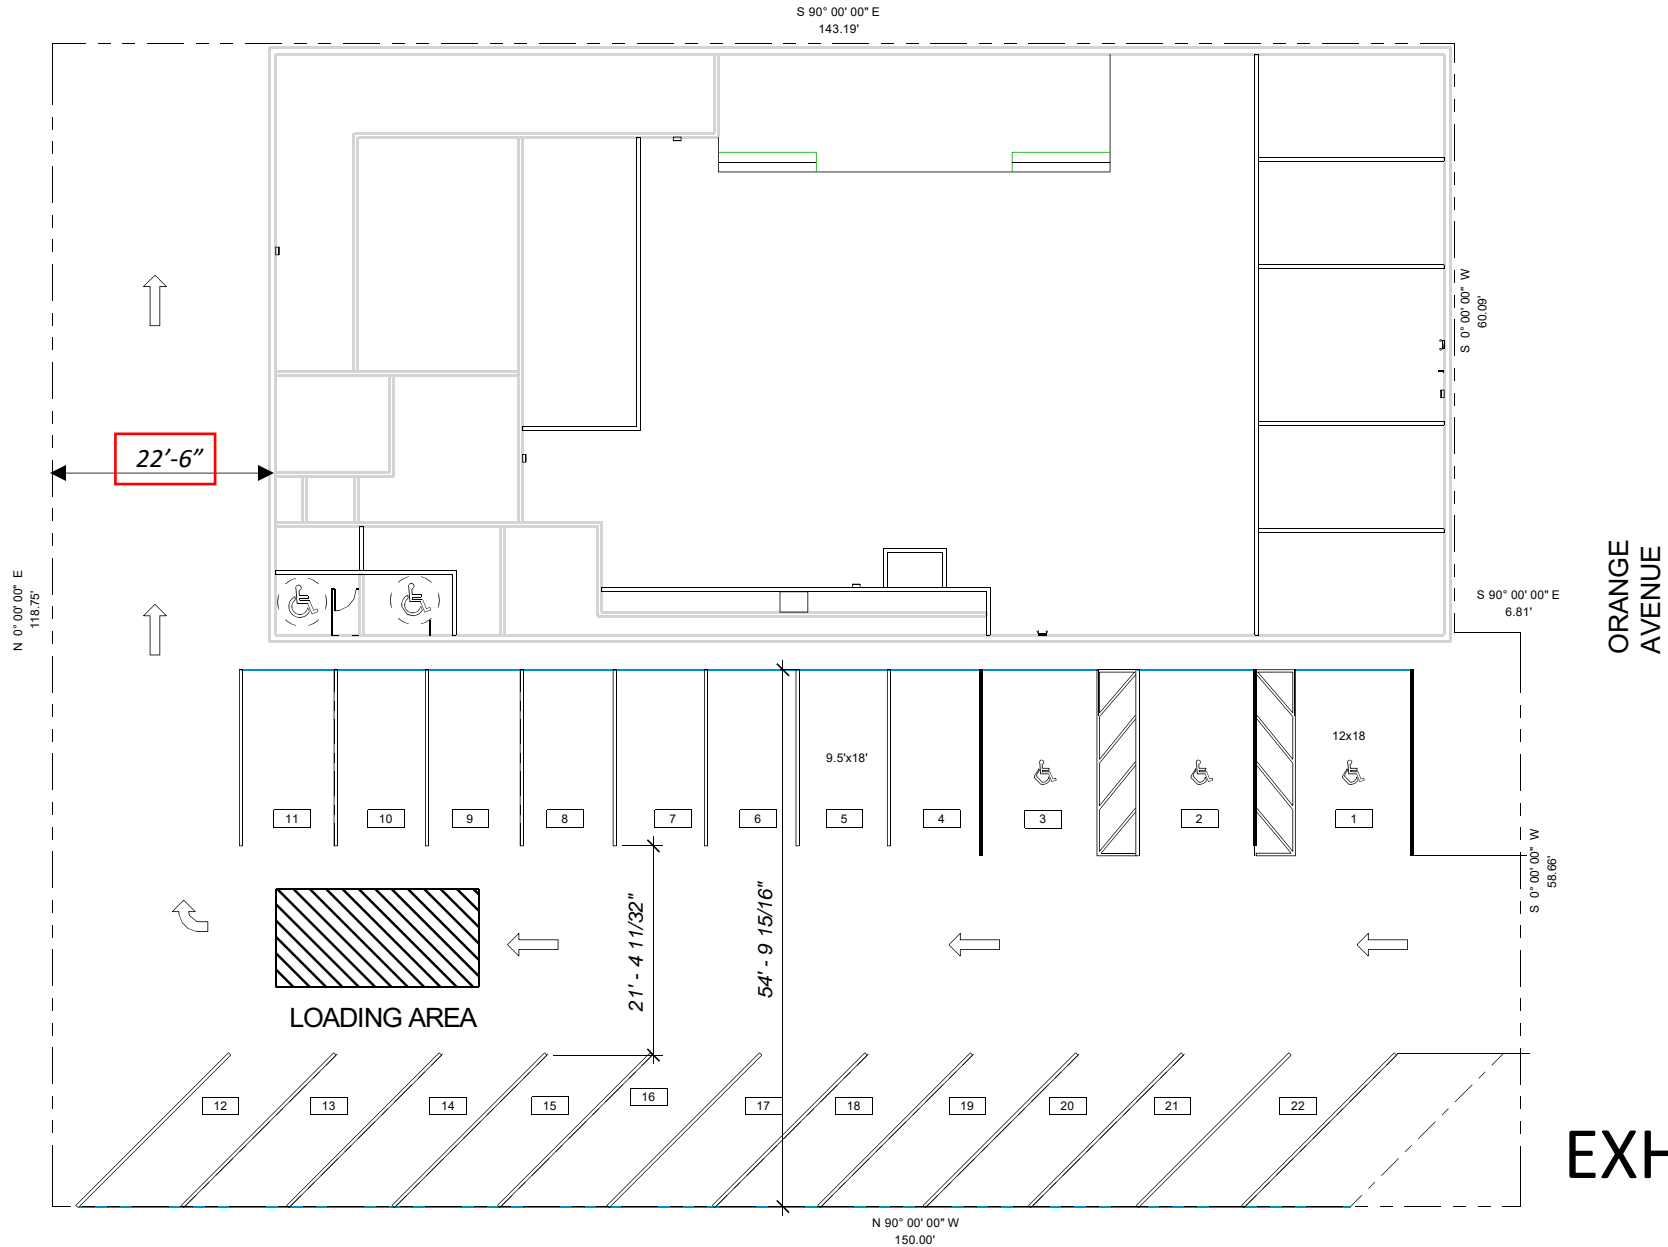 S 90° 00' 00" E
143.19'
S 0° 00' 00" W
60.09'
22'-6"
N 0° 00' 00" E
118.75'
ORANGE
AVENUE
S 90° 00' 00" E
6.81'
12x18
9.5'x18'
11
10
9
8
7
6
5
4
3
2
1
S 0° 00' 00" W
58.66'
21' - 4 11/32"
54' - 9 15/16"
LOADING AREA
12
13
14
15
16
17
18
19
20
21
22
EXH
N 90° 00' 00" W
150.00'